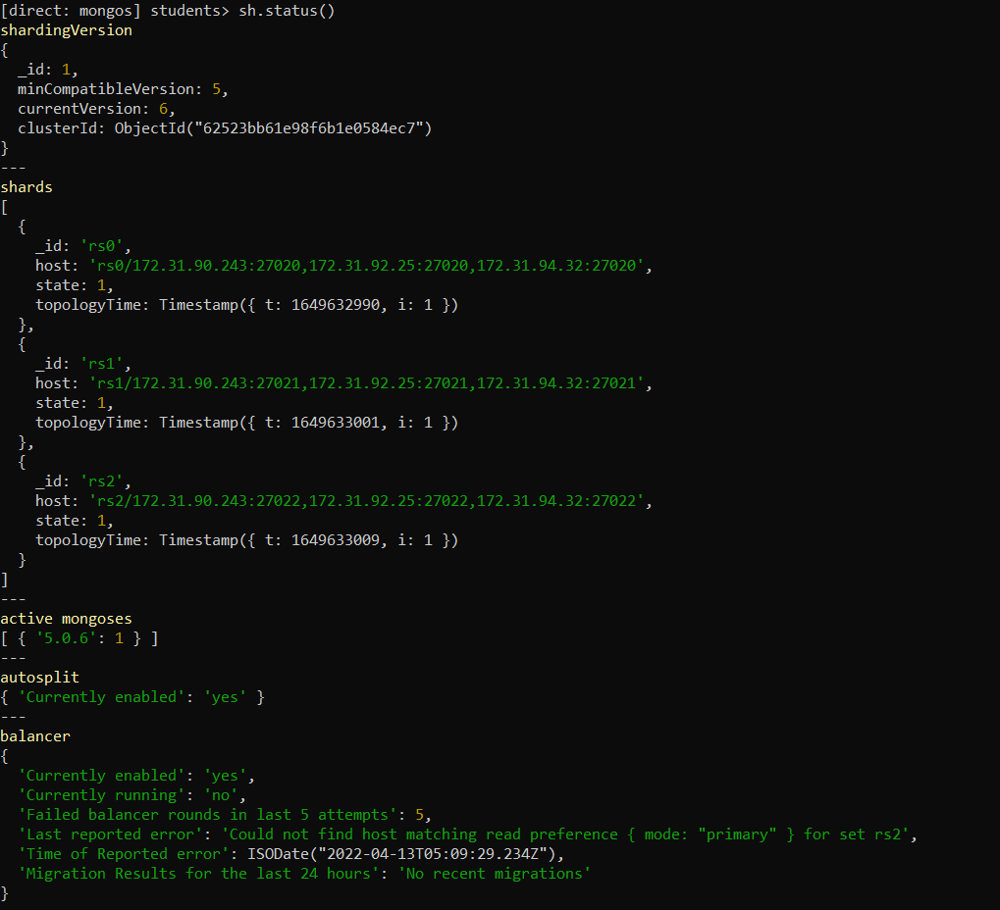 [direct: mongos] students> sh.status()
shardingVersion
{
  _id: 1,
  minCompatibleVersion: 5,
  currentVersion: 6,
  clusterId: ObjectId("62523bb61e98f6b1e0584ec7")
}
---
shards
[
  {
    _id: 'rs0',
    host: 'rs0/172.31.90.243:27020,172.31.92.25:27020,172.31.94.32:27020',
    state: 1,
    topologyTime: Timestamp({ t: 1649632990, i: 1 })
  },
  {
    _id: 'rs1',
    host: 'rs1/172.31.90.243:27021,172.31.92.25:27021,172.31.94.32:27021',
    state: 1,
    topologyTime: Timestamp({ t: 1649633001, i: 1 })
  },
  {
    _id: 'rs2',
    host: 'rs2/172.31.90.243:27022,172.31.92.25:27022,172.31.94.32:27022',
    state: 1,
    topologyTime: Timestamp({ t: 1649633009, i: 1 })
  }
]
---
active mongoses
[ { '5.0.6': 1 } ]
---
autosplit
{ 'Currently enabled': 'yes' }
---
balancer
{
  'Currently enabled': 'yes',
  'Currently running': 'no',
  'Failed balancer rounds in last 5 attempts': 5,
  'Last reported error': 'Could not find host matching read preference { mode: "primary" } for set rs2',
  'Time of Reported error': ISODate("2022-04-13T05:09:29.234Z"),
  'Migration Results for the last 24 hours': 'No recent migrations'
}